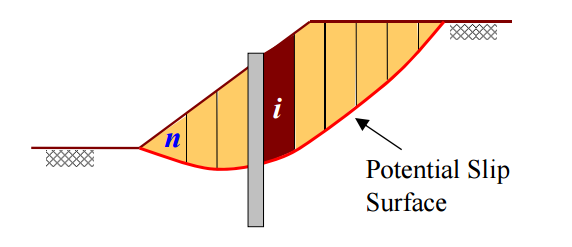 i
n
Potential Slip
Surface